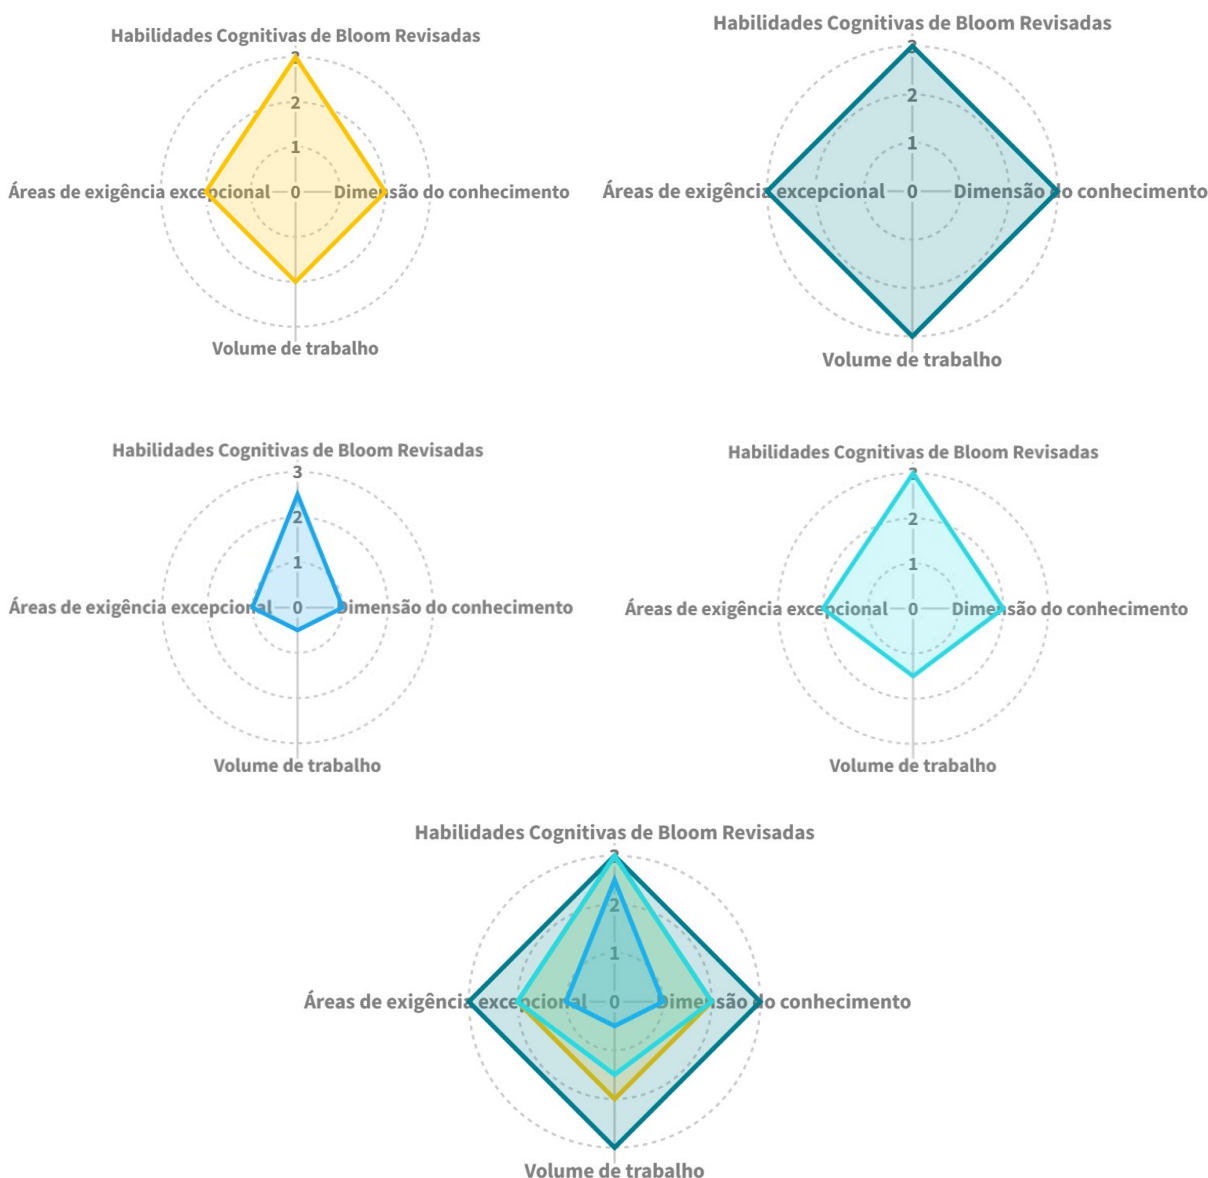 Habilidades Cognitivas de Bloom Revisadas
3
2
1
Áreas de exigência excepcional 0 Dimensão do conhecimento
Volume de trabalho
Habilidades Cognitivas de Bloom Revisadas
3
2
1
Áreas de exigência excepcional 0 Dimensão do conhecimento
Volume de trabalho
Habilidades Cognitivas de Bloom Revisadas
3
2
1
Áreas de exigência excepcional 0 Dimensão do conhecimento
Volume de trabalho
Habilidades Cognitivas de Bloom Revisadas
3
2
1
Áreas de exigência excepcional 0 Dimensão do conhecimento
Volume de trabalho
Habilidades Cognitivas de Bloom Revisadas
3
2
1
Áreas de exigência excepcional 0 Dimensão do conhecimento
Volume de trabalho